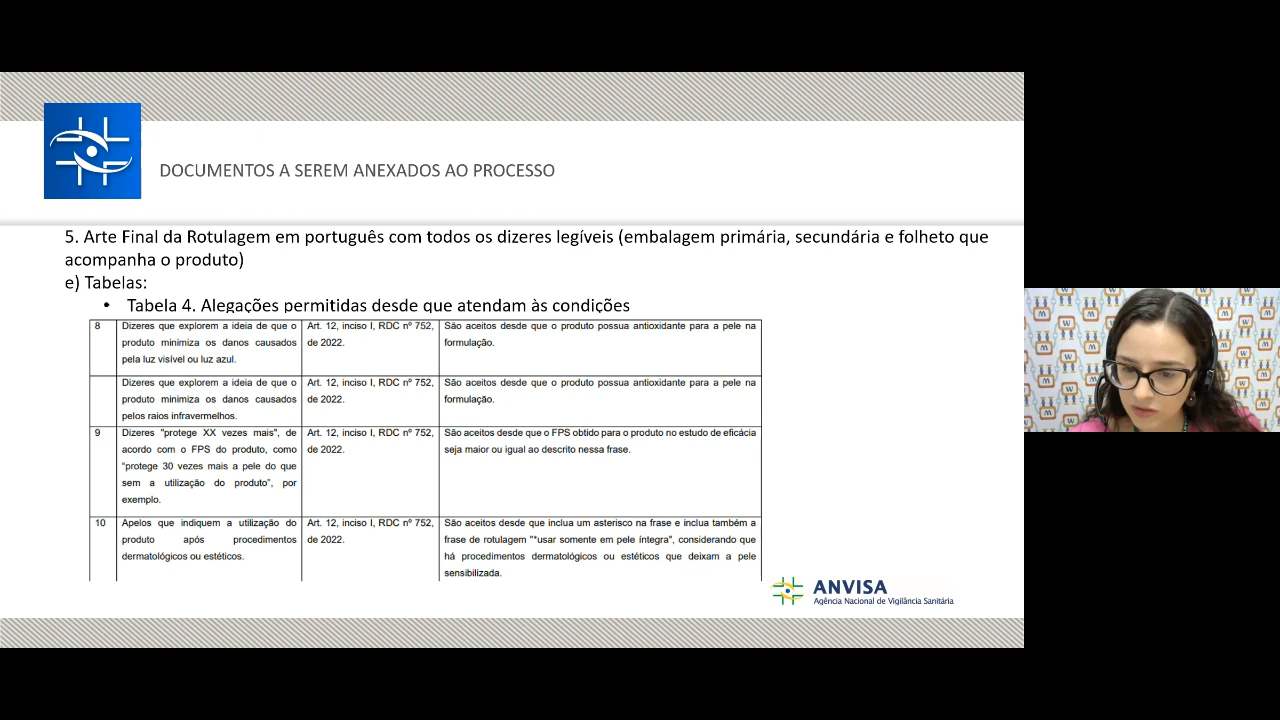 DOCUMENTOS A SEREM ANEXADOS AO PROCESSO
5. Arte Final da Rotulagem em português com todos os dizeres legíveis (embalagem primária, secundária e folheto que
acompanha o produto)
e) Tabelas:
• Tabela 4. Alegações permitidas desde que atendam às condições
8
Dizeres que explorem a ideia de que o
produto minimiza os danos causados
pela luz visível ou luz azul.
Art. 12, inciso I, RDC nº 752,
de 2022.
São aceitos desde que o produto possua antioxidante para a pele na
formulação.
Dizeres que explorem a ideia de que o
produto minimiza os danos causados
pelos raios infravermelhos.
Art. 12, inciso I, RDC nº 752,
de 2022.
São aceitos desde que o produto possua antioxidante para a pele na
formulação.
9
Dizeres "protege XX vezes mais", de
acordo com o FPS do produto, como
"protege 30 vezes mais a pele do que
sem a utilização do produto", por
exemplo.
Art. 12, inciso I, RDC nº 752,
de 2022.
São aceitos desde que o FPS obtido para o produto no estudo de eficácia
seja maior ou igual ao descrito nessa frase.
10
Apelos que indiquem a utilização do
produto após procedimentos
dermatológicos ou estéticos.
Art. 12, inciso I, RDC nº 752,
de 2022.
São aceitos desde que inclua um asterisco na frase e inclua também a
frase de rotulagem "*usar somente em pele íntegra", considerando que
há procedimentos dermatológicos ou estéticos que deixam a pele
sensibilizada.
ANVISA
Agência Nacional de Vigilância Sanitária